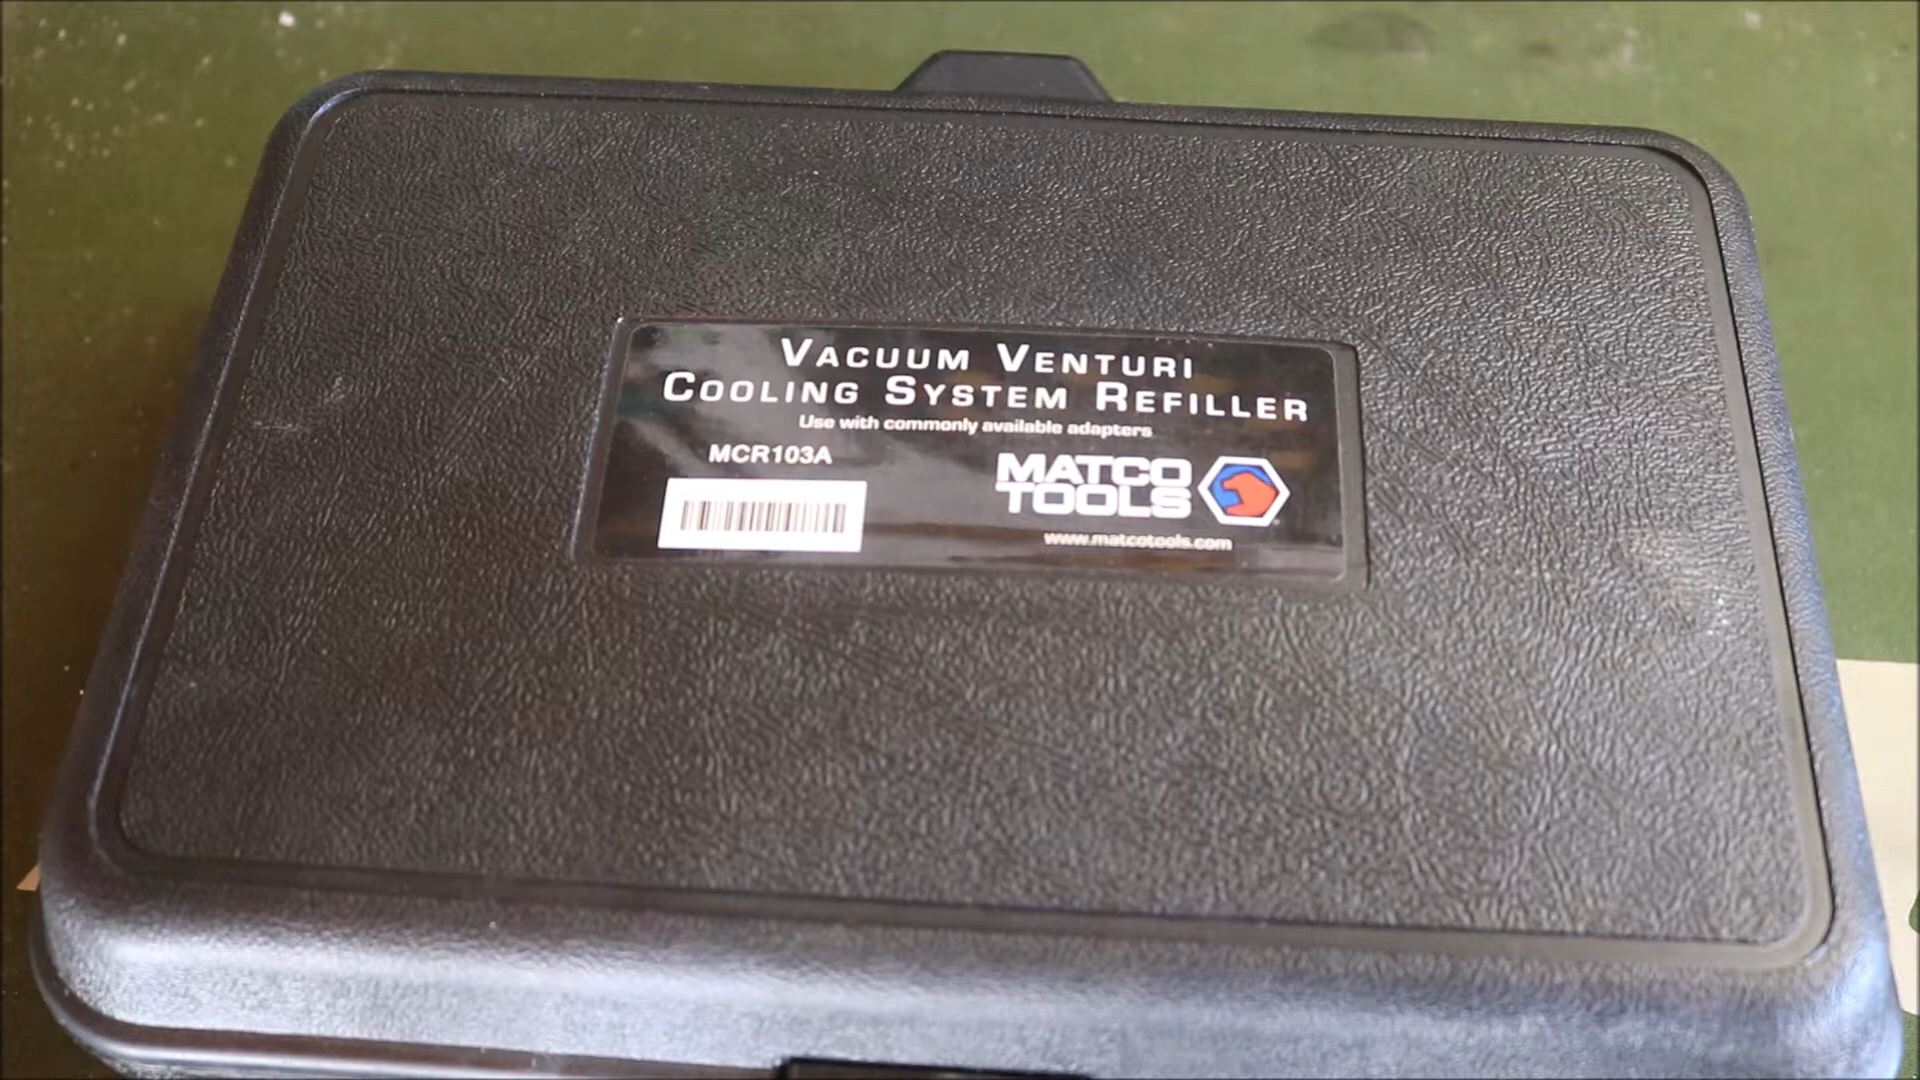 VACUUM VENTURI
COOLING SYSTEM REFILLER
Use with commonly available adapters
MCR103A
MATCO
TOOLS
www.matcotools.com